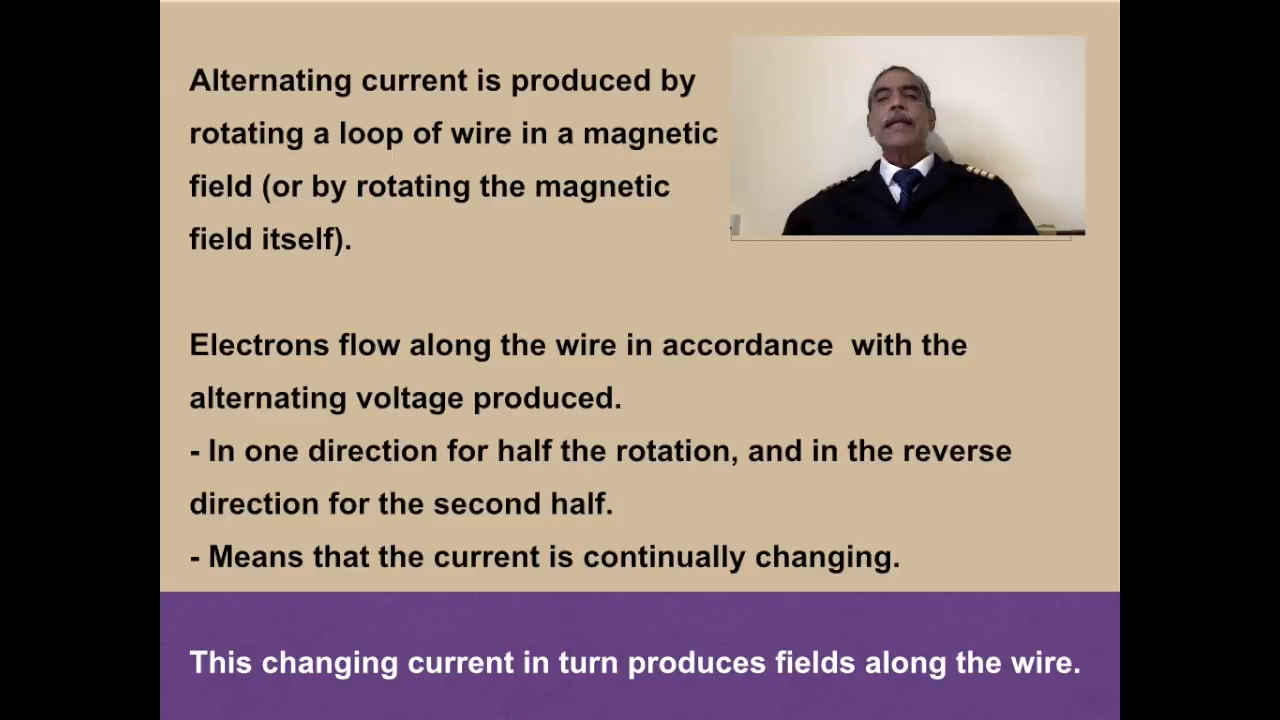 Alternating current is produced by
rotating a loop of wire in a magnetic
field (or by rotating the magnetic
field itself).
Electrons flow along the wire in accordance  with the
alternating voltage produced.
- In one direction for half the rotation, and in the reverse
direction for the second half.
- Means that the current is continually changing.
This changing current in turn produces fields along the wire.